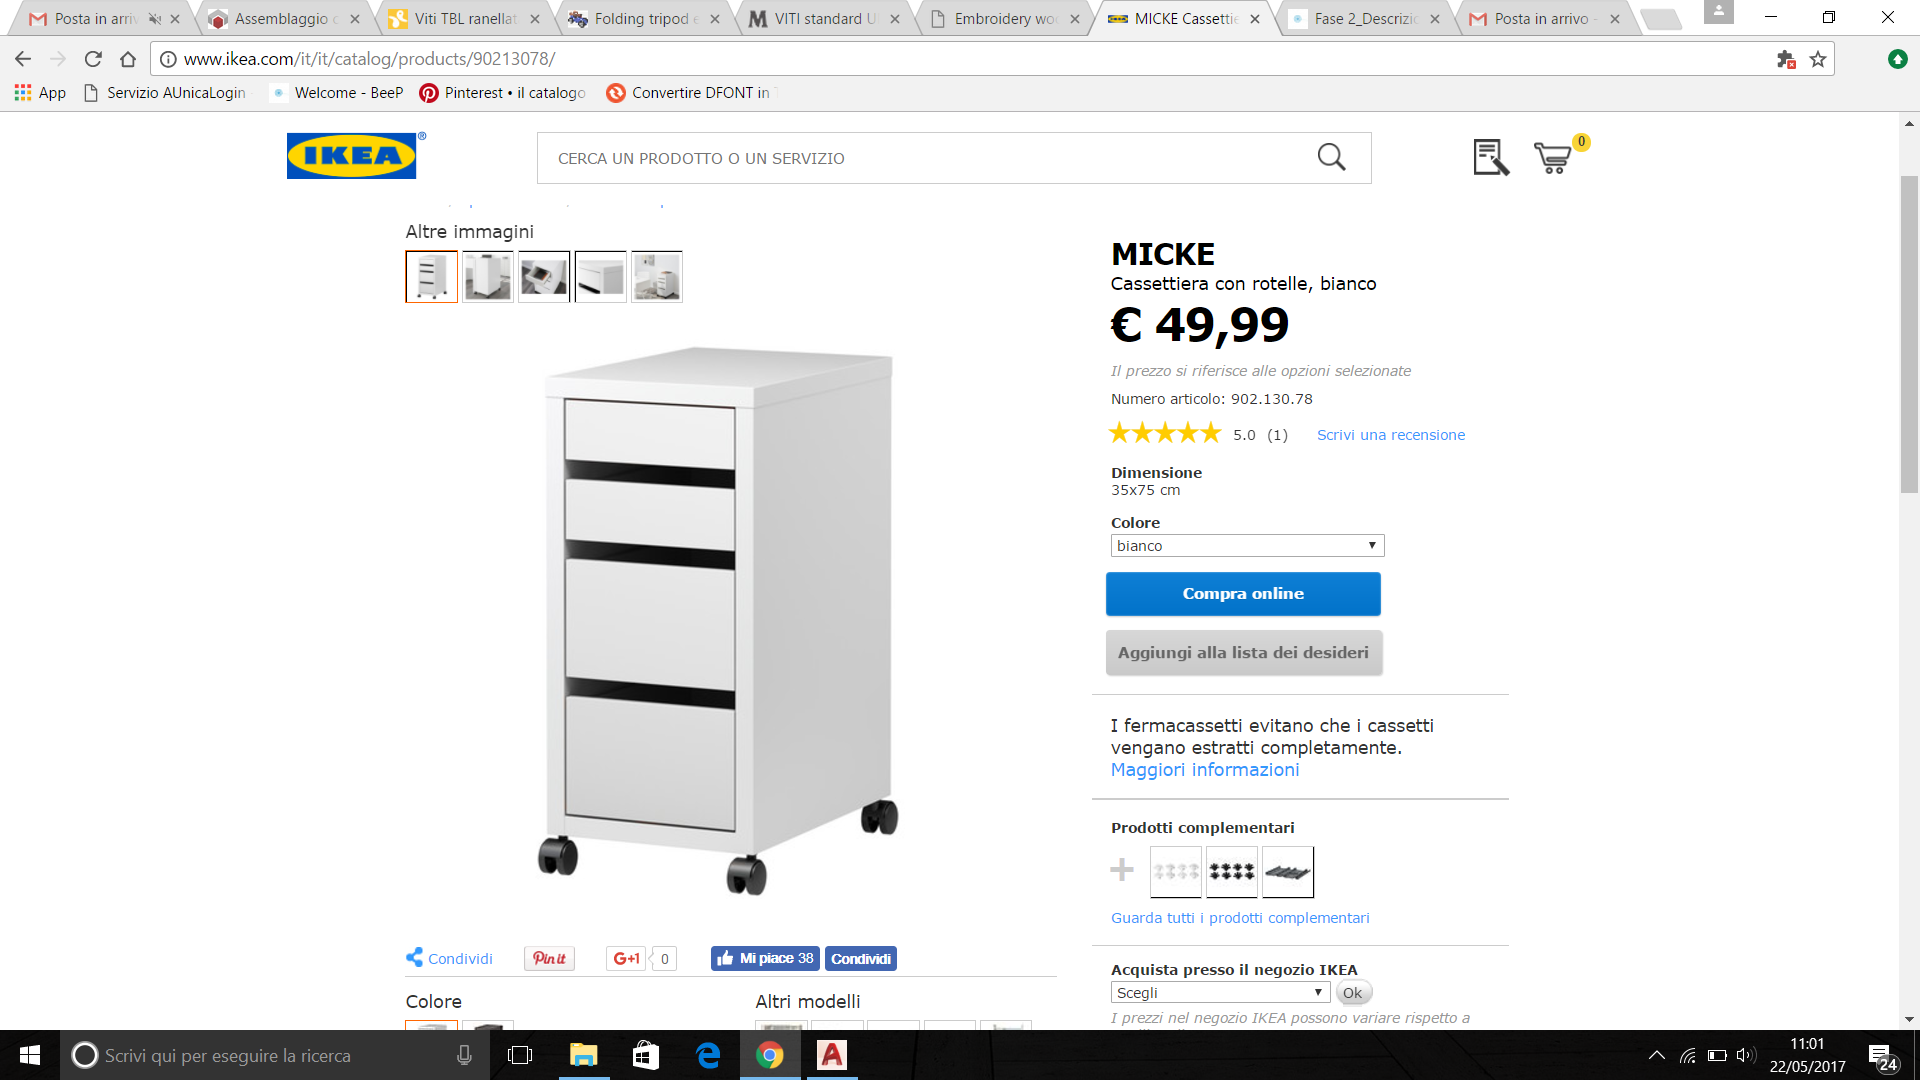 Posta in arriv
Assemblaggio c
Viti TBL ranellat
Folding tripod e
VITI standard U
Embroidery woo
MICKE Cassettie
Fase 2_Descrizic
Posta in arrivo -
www.ikea.com/it/it/catalog/products/90213078/
App
Servizio AUnicaLogin
Welcome - BeeP
Pinterest • il catalogo
Convertire DFONT in T
IKEA®
CERCA UN PRODOTTO O UN SERVIZIO
0
Altre immagini
MICKE
Cassettiera con rotelle, bianco
€ 49,99
Il prezzo si riferisce alle opzioni selezionate
Numero articolo: 902.130.78
5.0 (1) Scrivi una recensione
Dimensione
35x75 cm
Colore
bianco
Compra online
Aggiungi alla lista dei desideri
I fermacassetti evitano che i cassetti
vengano estratti completamente.
Maggiori informazioni
Prodotti complementari
Guarda tutti i prodotti complementari
Condividi
Pin it
G+1
0
Mi piace 38
Condividi
Acquista presso il negozio IKEA
Scegli
Ok
I prezzi nel negozio IKEA possono variare rispetto a
Colore
Altri modelli
Scrivi qui per eseguire la ricerca
11:01
22/05/2017
24